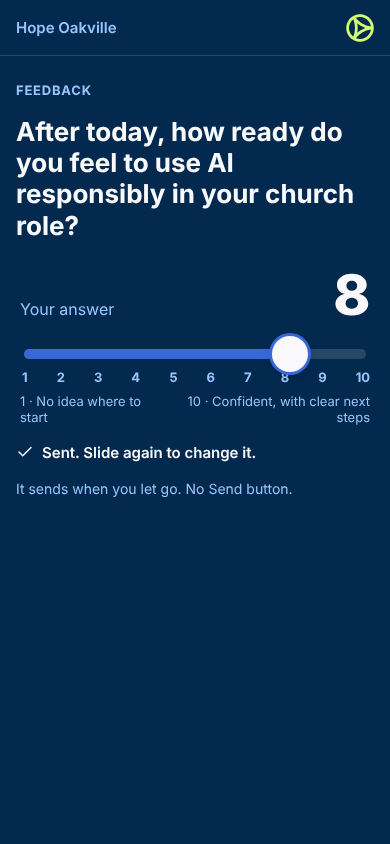 Hope Oakville
FEEDBACK
After today, how ready do
you feel to use AI
responsibly in your church
role?
Your answer
8
1 2 3 4 5 6 7 8 9 10
1 · No idea where to
start
10 · Confident, with clear next
steps
Sent. Slide again to change it.
It sends when you let go. No Send button.